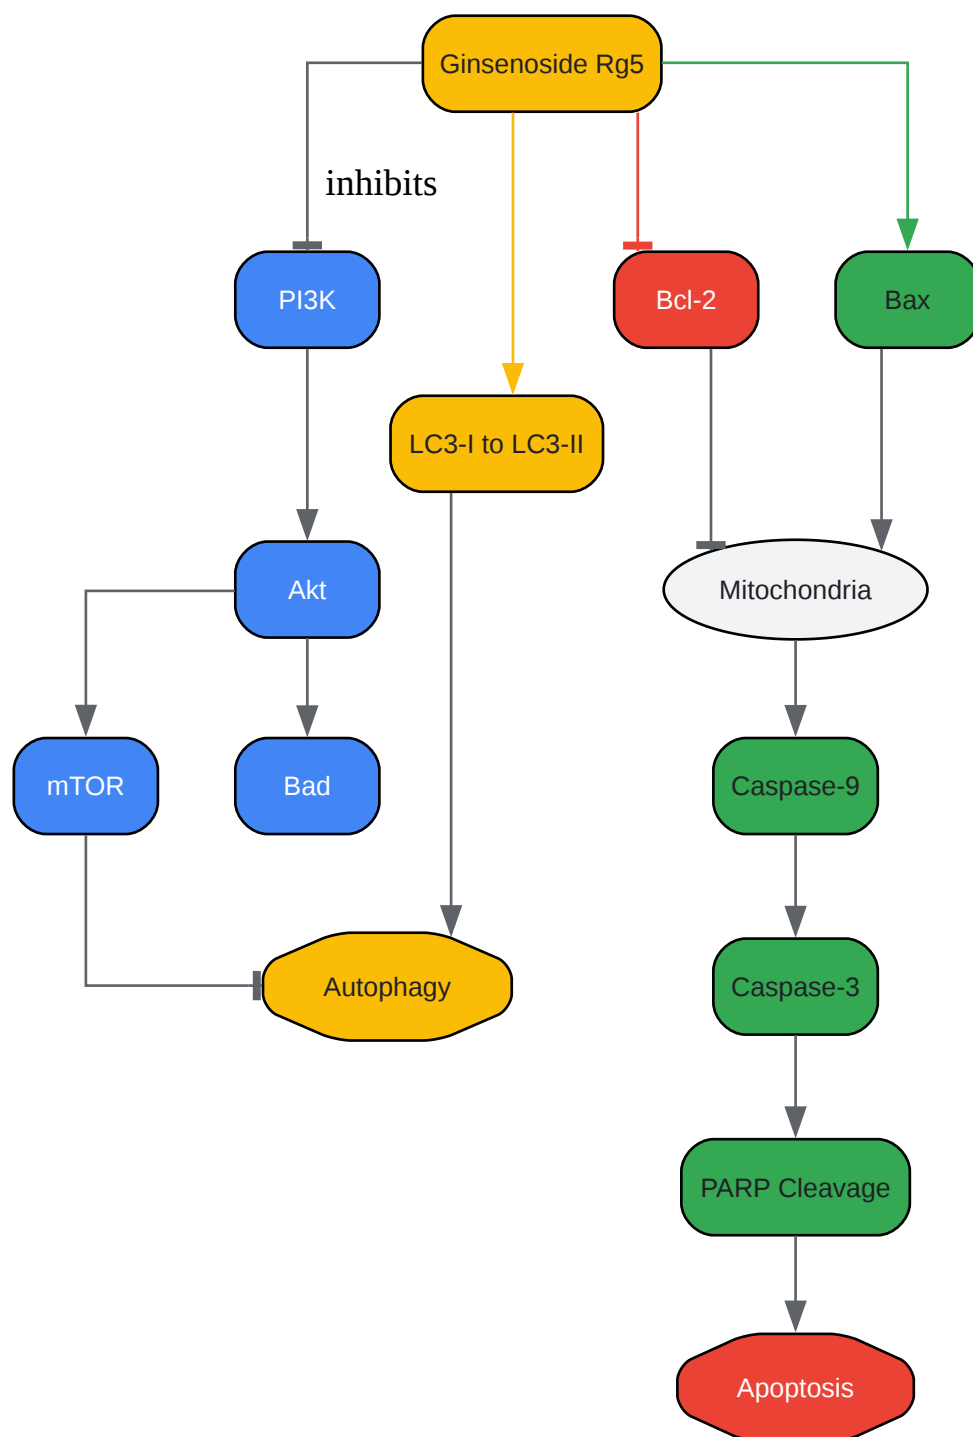 Ginsenoside Rg5
inhibits
PI3K
Bcl-2
Bax
LC3-I to LC3-II
Akt
Mitochondria
mTOR
Bad
Caspase-9
Autophagy
Caspase-3
PARP Cleavage
Apoptosis